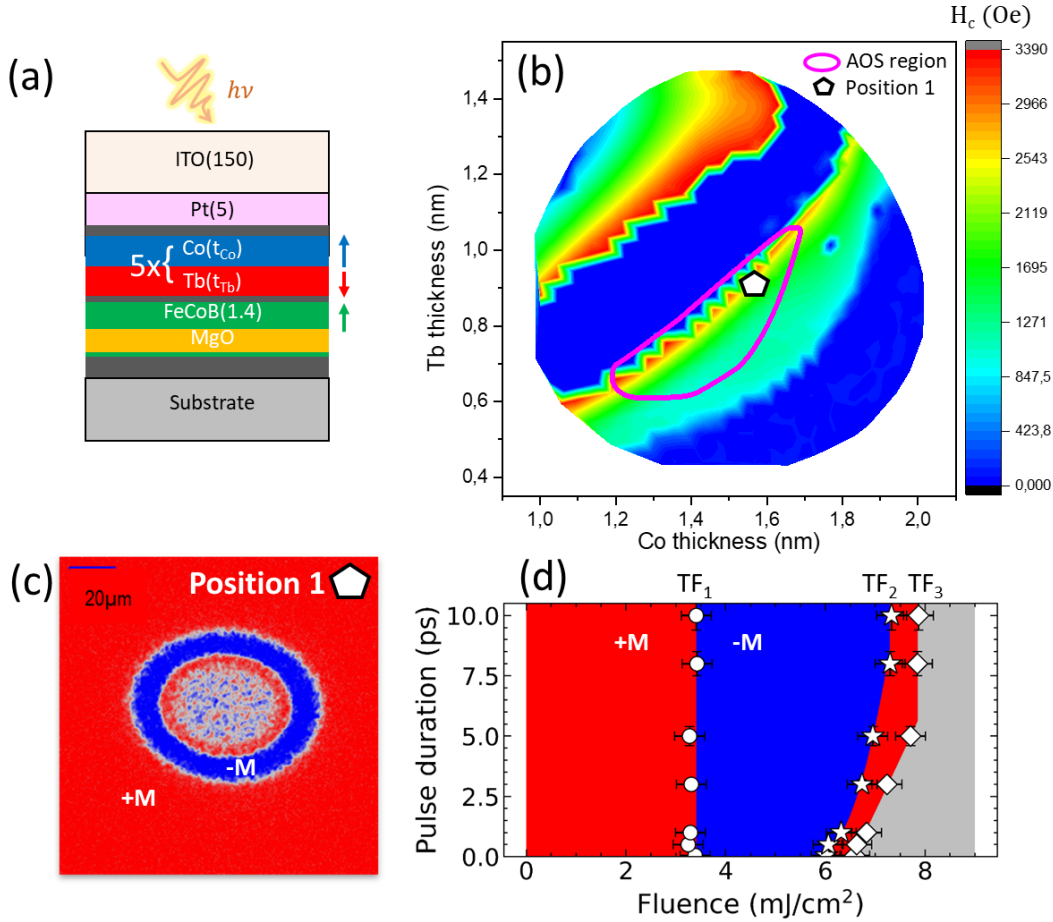 (a)
hν
ITO(150)
Pt(5)
5x{
Co(t_Co)
Tb(t_Tb)
FeCoB(1.4)
MgO
Substrate
(b)
H_c (Oe)
AOS region
Position 1
Tb thickness (nm)
1,4
1,2
1,0
0,8
0,6
0,4
1,0
1,2
1,4
1,6
1,8
2,0
Co thickness (nm)
3390
2966
2543
2119
1695
1271
847,5
423,8
0,000
(c)
Position 1
20μm
-M
+M
(d)
TF₁
TF₂
TF₃
+M
-M
Pulse duration (ps)
10.0
7.5
5.0
2.5
0.0
0
2
4
6
8
Fluence (mJ/cm²)